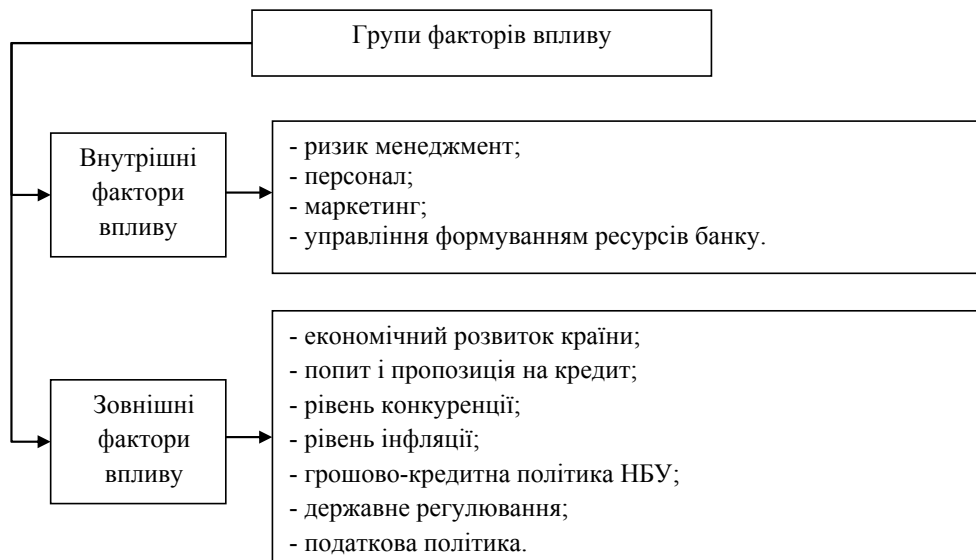 Групи факторів впливу
Внутрішні
фактори
впливу
- ризик менеджмент;
- персонал;
- маркетинг;
- управління формуванням ресурсів банку.
Зовнішні
фактори
впливу
- економічний розвиток країни;
- попит і пропозиція на кредит;
- рівень конкуренції;
- рівень інфляції;
- грошово-кредитна політика НБУ;
- державне регулювання;
- податкова політика.